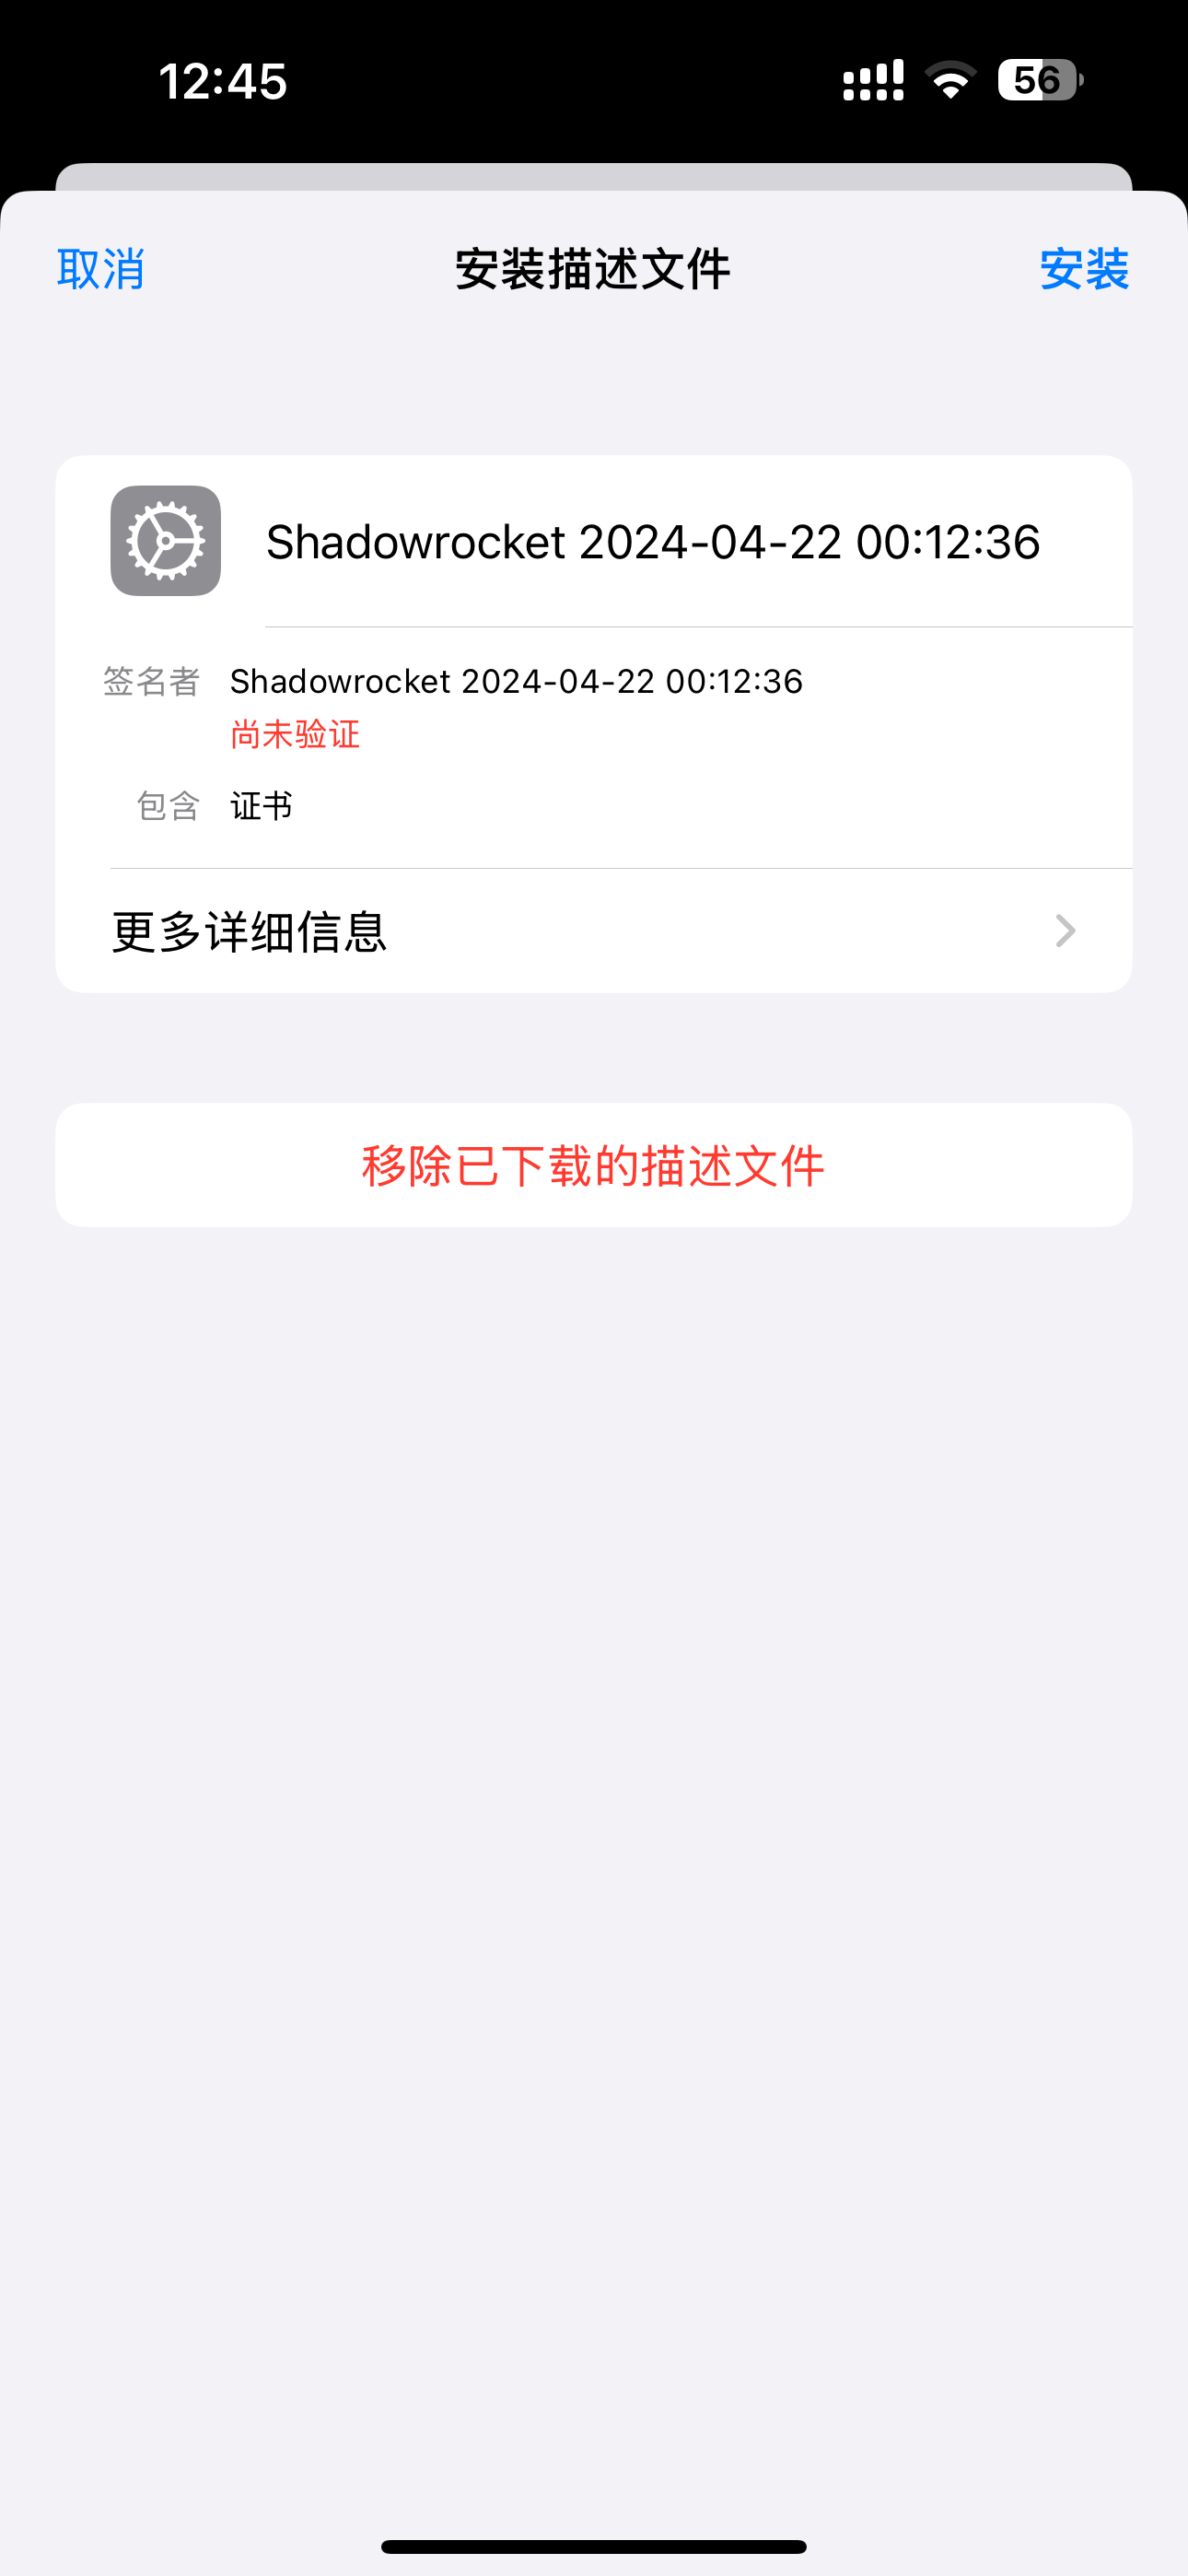 12:45
56
取消
安装描述文件
安装
Shadowrocket 2024-04-22 00:12:36
签名者 Shadowrocket 2024-04-22 00:12:36
尚未验证
包含 证书
更多详细信息
移除已下载的描述文件